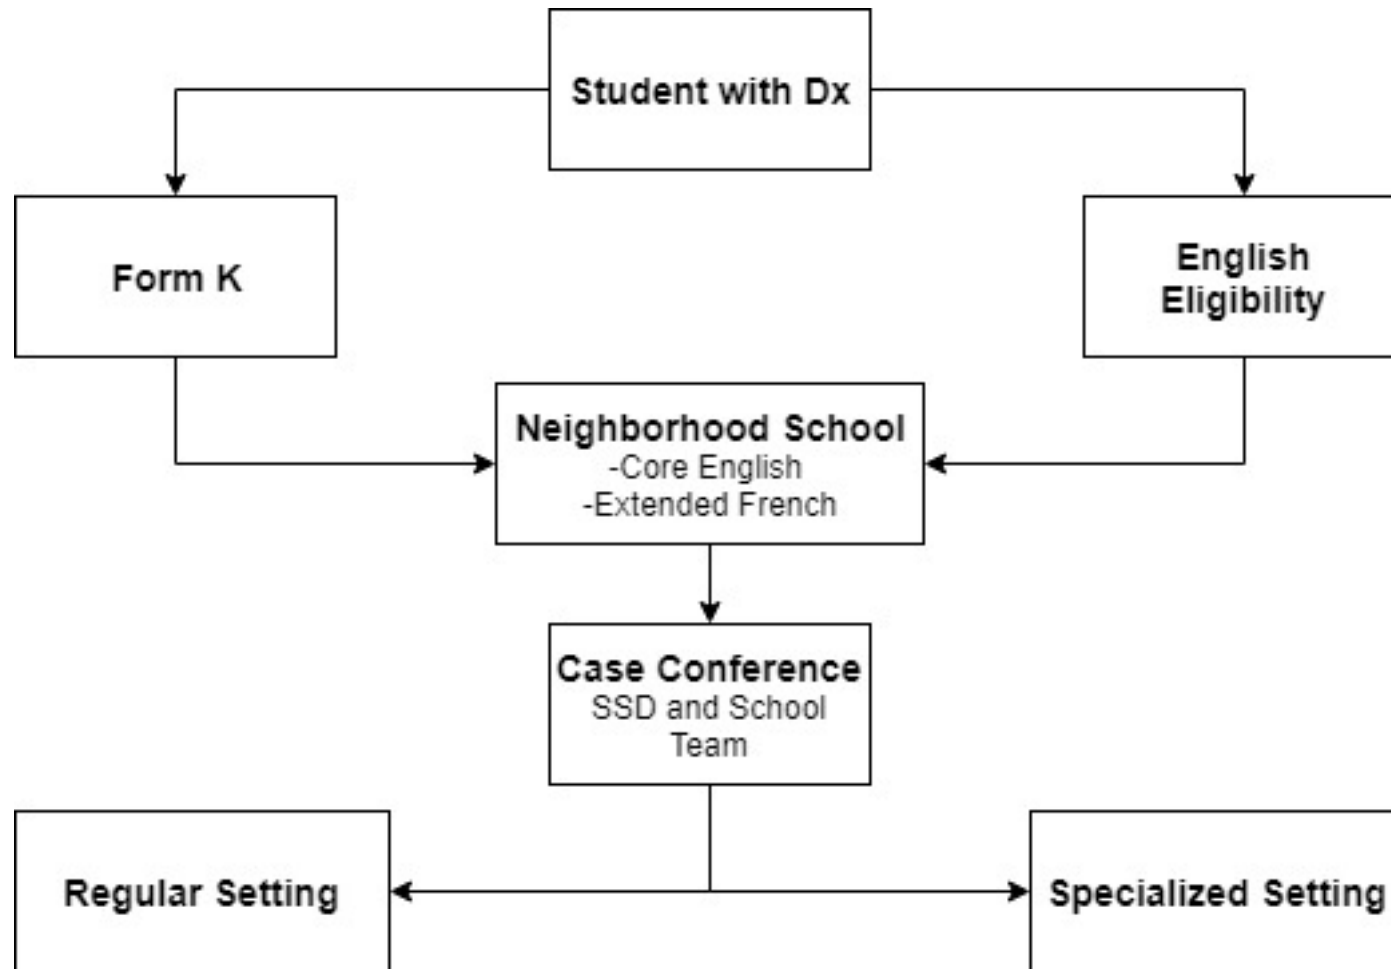 Student with Dx
Form K
English
Eligibility
Neighborhood School
-Core English
-Extended French
Case Conference
SSD and School
Team
Regular Setting
Specialized Setting